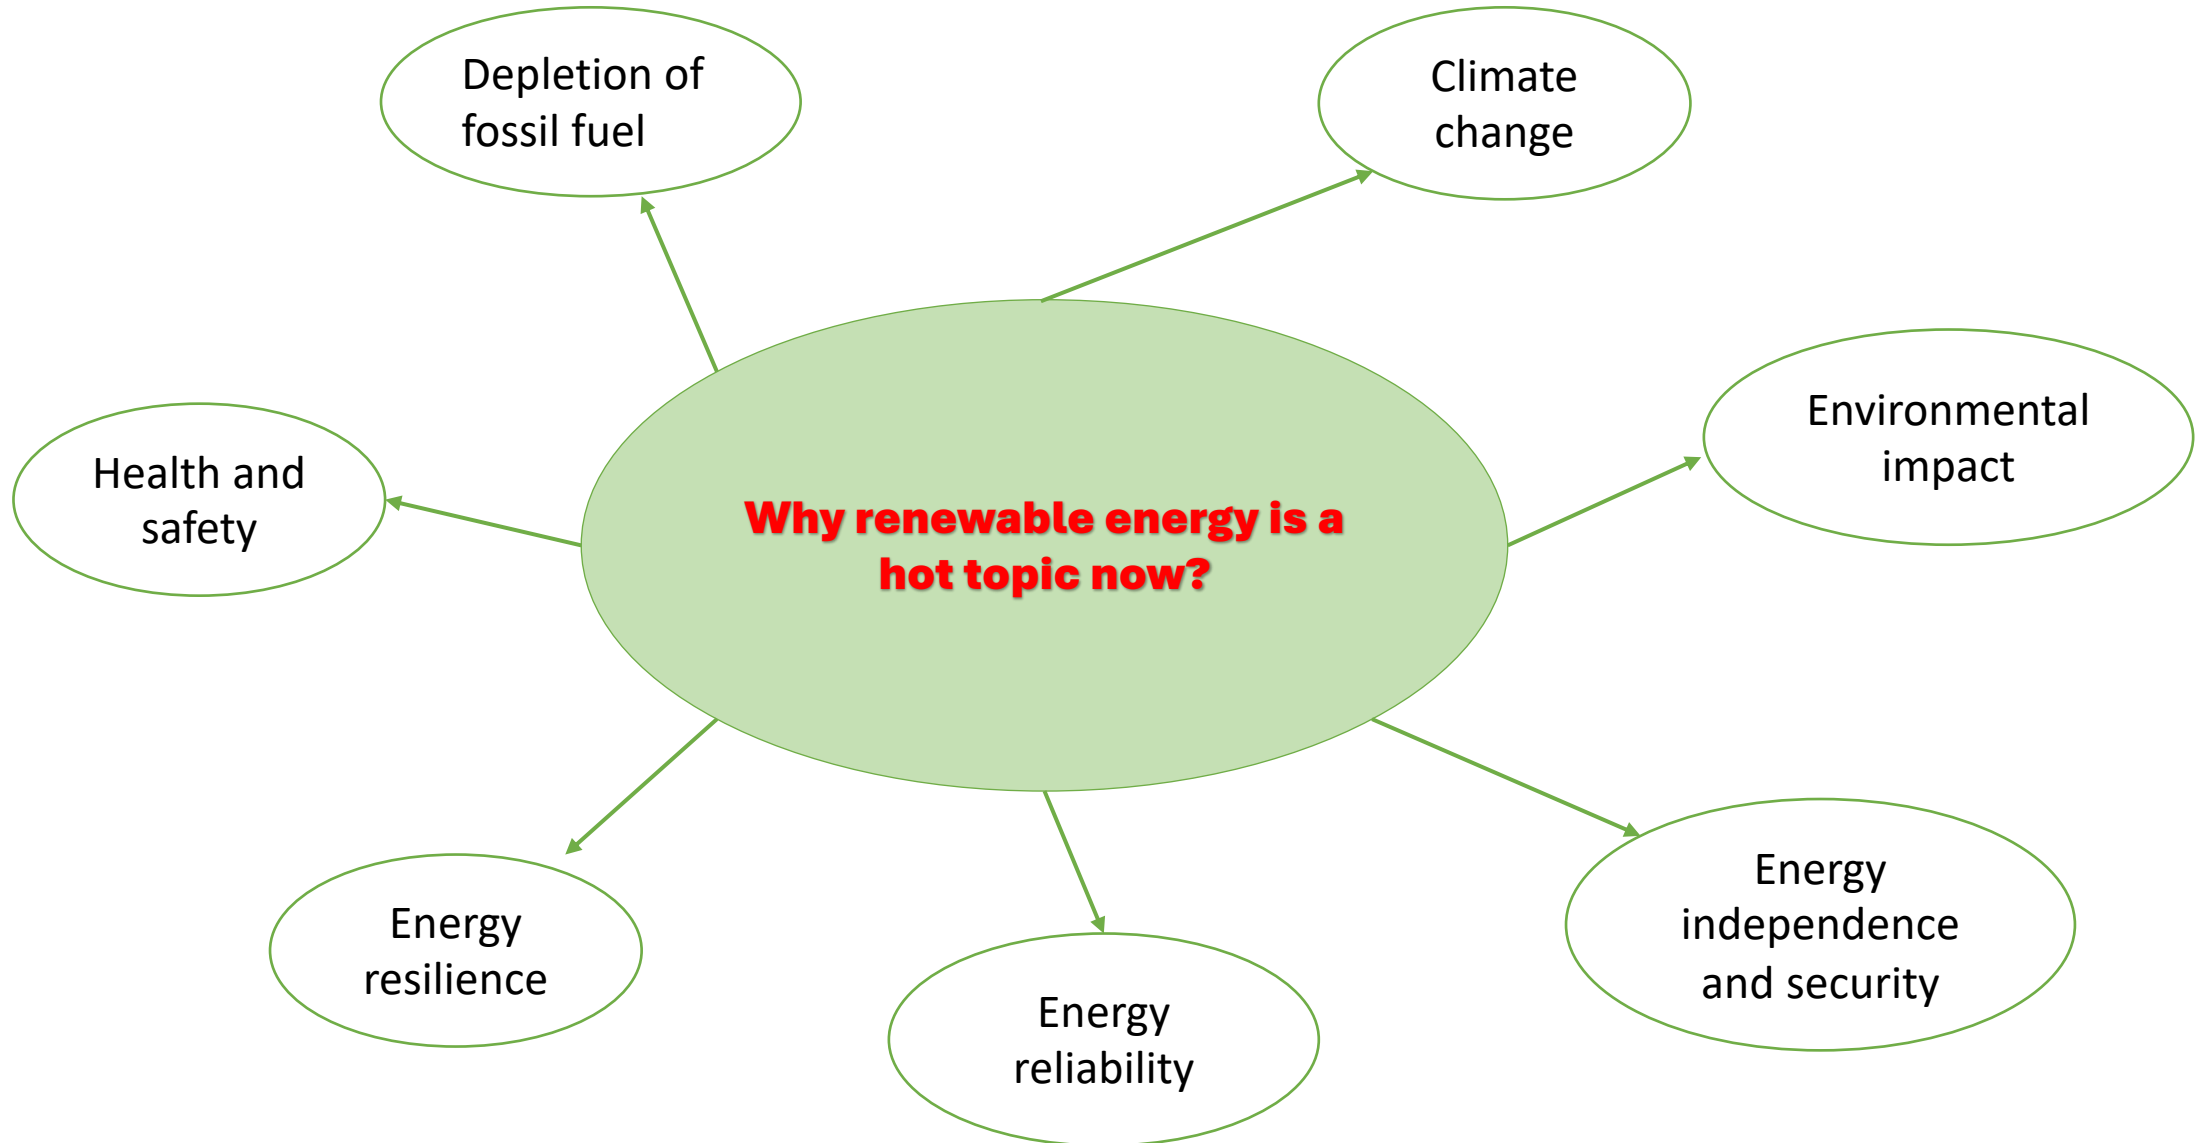 Depletion of
fossil fuel
Climate
change
Environmental
impact
Health and
safety
Why renewable energy is a
hot topic now?
Energy
independence
and security
Energy
resilience
Energy
reliability